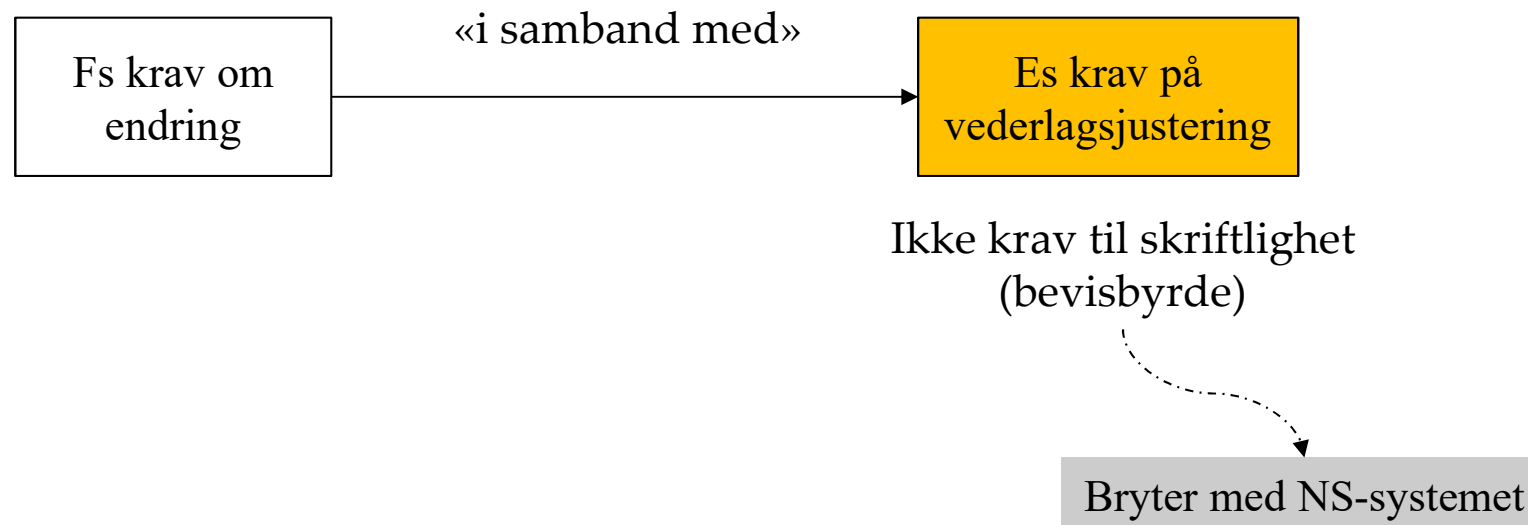 «i samband med»
Fs krav om
endring
Es krav på
vederlagsjustering
Ikke krav til skriftlighet
(bevisbyrde)
Bryter med NS-systemet